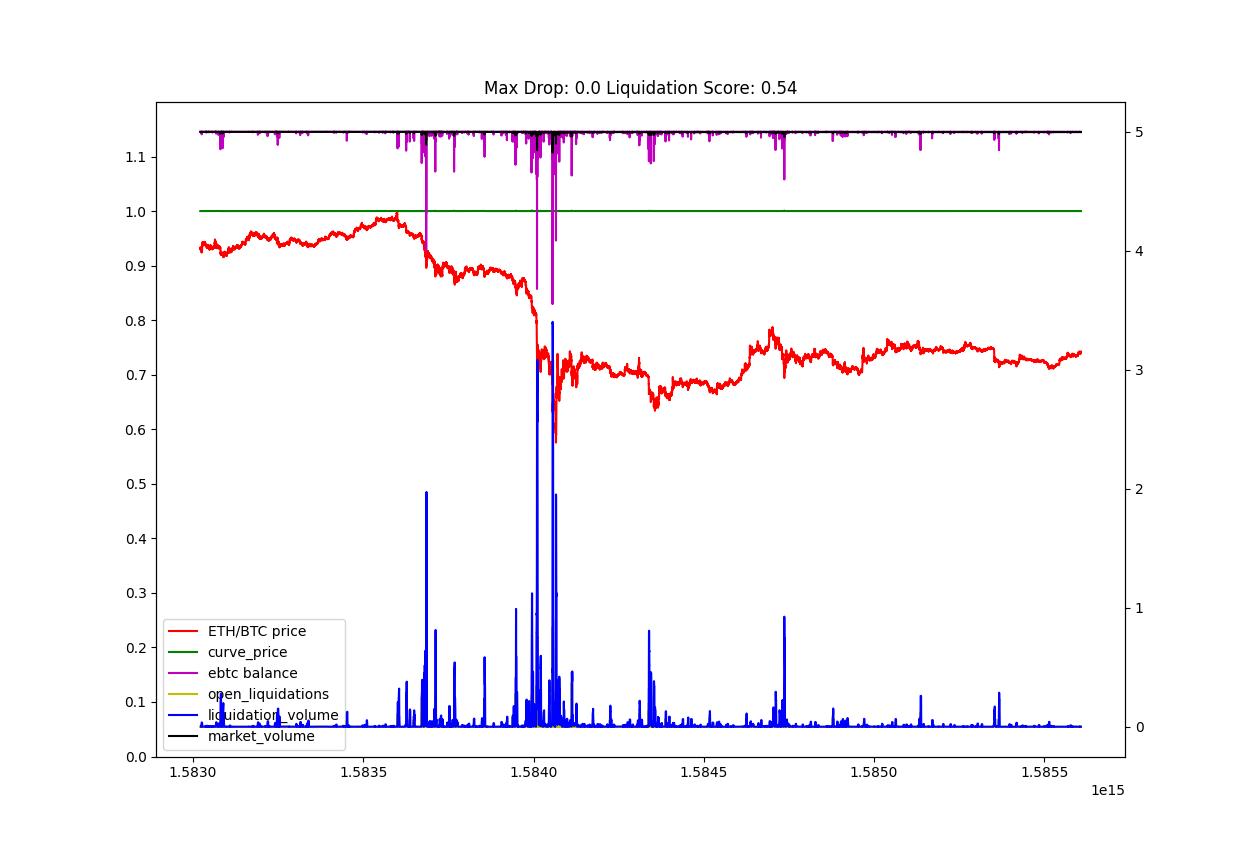 Max Drop: 0.0 Liquidation Score: 0.54
1.1
1.0
0.9
0.8
0.7
0.6
0.5
0.4
0.3
0.2
0.1
0.0
5
4
3
2
1
0
ETH/BTC price
curve_price
ebtc balance
open_liquidations
liquidation_volume
market_volume
1.5830 1.5835 1.5840 1.5845 1.5850 1.5855
1e15